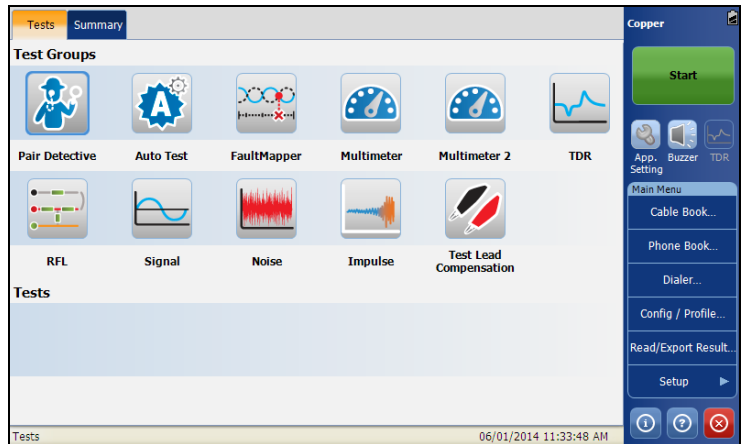 Tests Summary
Copper
Test Groups
Start
Pair Detective Auto Test FaultMapper Multimeter Multimeter 2 TDR
App. Setting Buzzer TDR
Main Menu
Cable Book...
Phone Book...
RFL Signal Noise Impulse Test Lead Compensation
Dialer...
Tests
Config / Profile...
Read/Export Result...
Setup
Tests 06/01/2014 11:33:48 AM